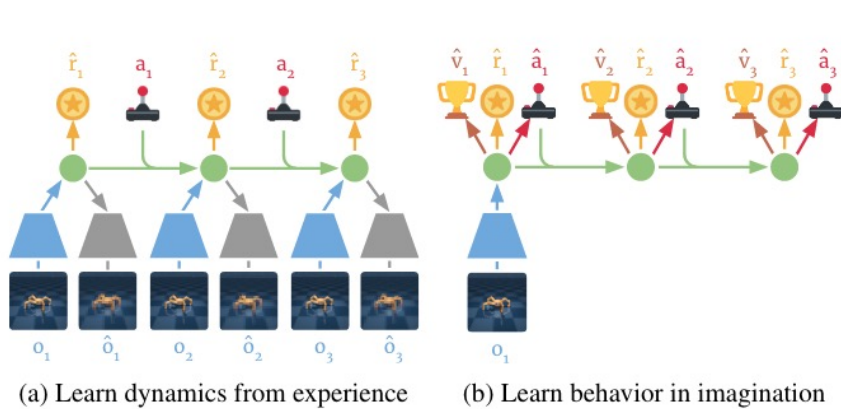 r̂₁ a₁ r̂₂ a₂ r̂₃
v̂₁ r̂₁ â₁ v̂₂ r̂₂ â₂ v̂₃ r̂₃ â₃
o₁ ô₁ o₂ ô₂ o₃ ô₃
o₁
(a) Learn dynamics from experience
(b) Learn behavior in imagination